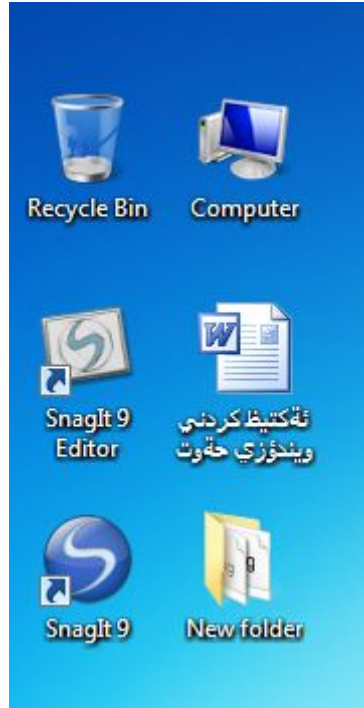 Recycle Bin
Computer
SnagIt 9
Editor
ئةكتيظ كردني
ويندؤزي حةوت
SnagIt 9
New folder